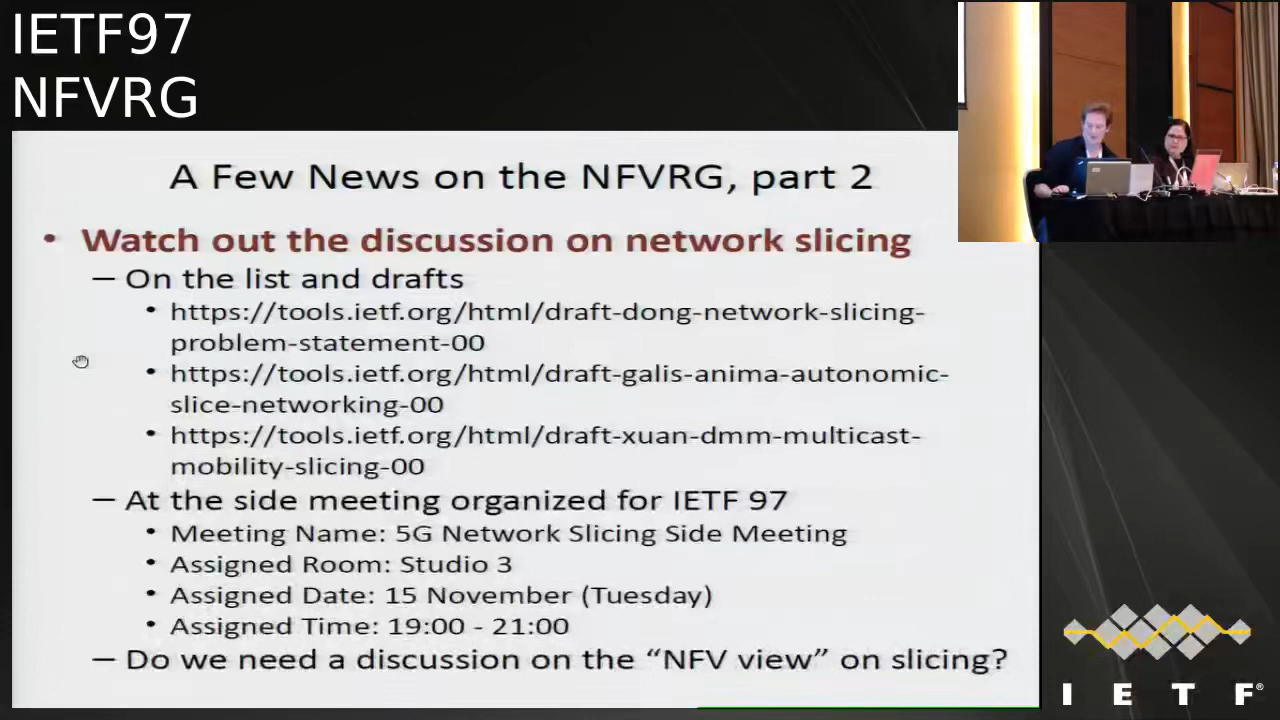 IETF97
NFVRG
A Few News on the NFVRG, part 2
• Watch out the discussion on network slicing
– On the list and drafts
• https://tools.ietf.org/html/draft-dong-network-slicing-
problem-statement-00
• https://tools.ietf.org/html/draft-galis-anima-autonomic-
slice-networking-00
• https://tools.ietf.org/html/draft-xuan-dmm-multicast-
mobility-slicing-00
– At the side meeting organized for IETF 97
• Meeting Name: 5G Network Slicing Side Meeting
• Assigned Room: Studio 3
• Assigned Date: 15 November (Tuesday)
• Assigned Time: 19:00 - 21:00
– Do we need a discussion on the “NFV view” on slicing?
I E T F®